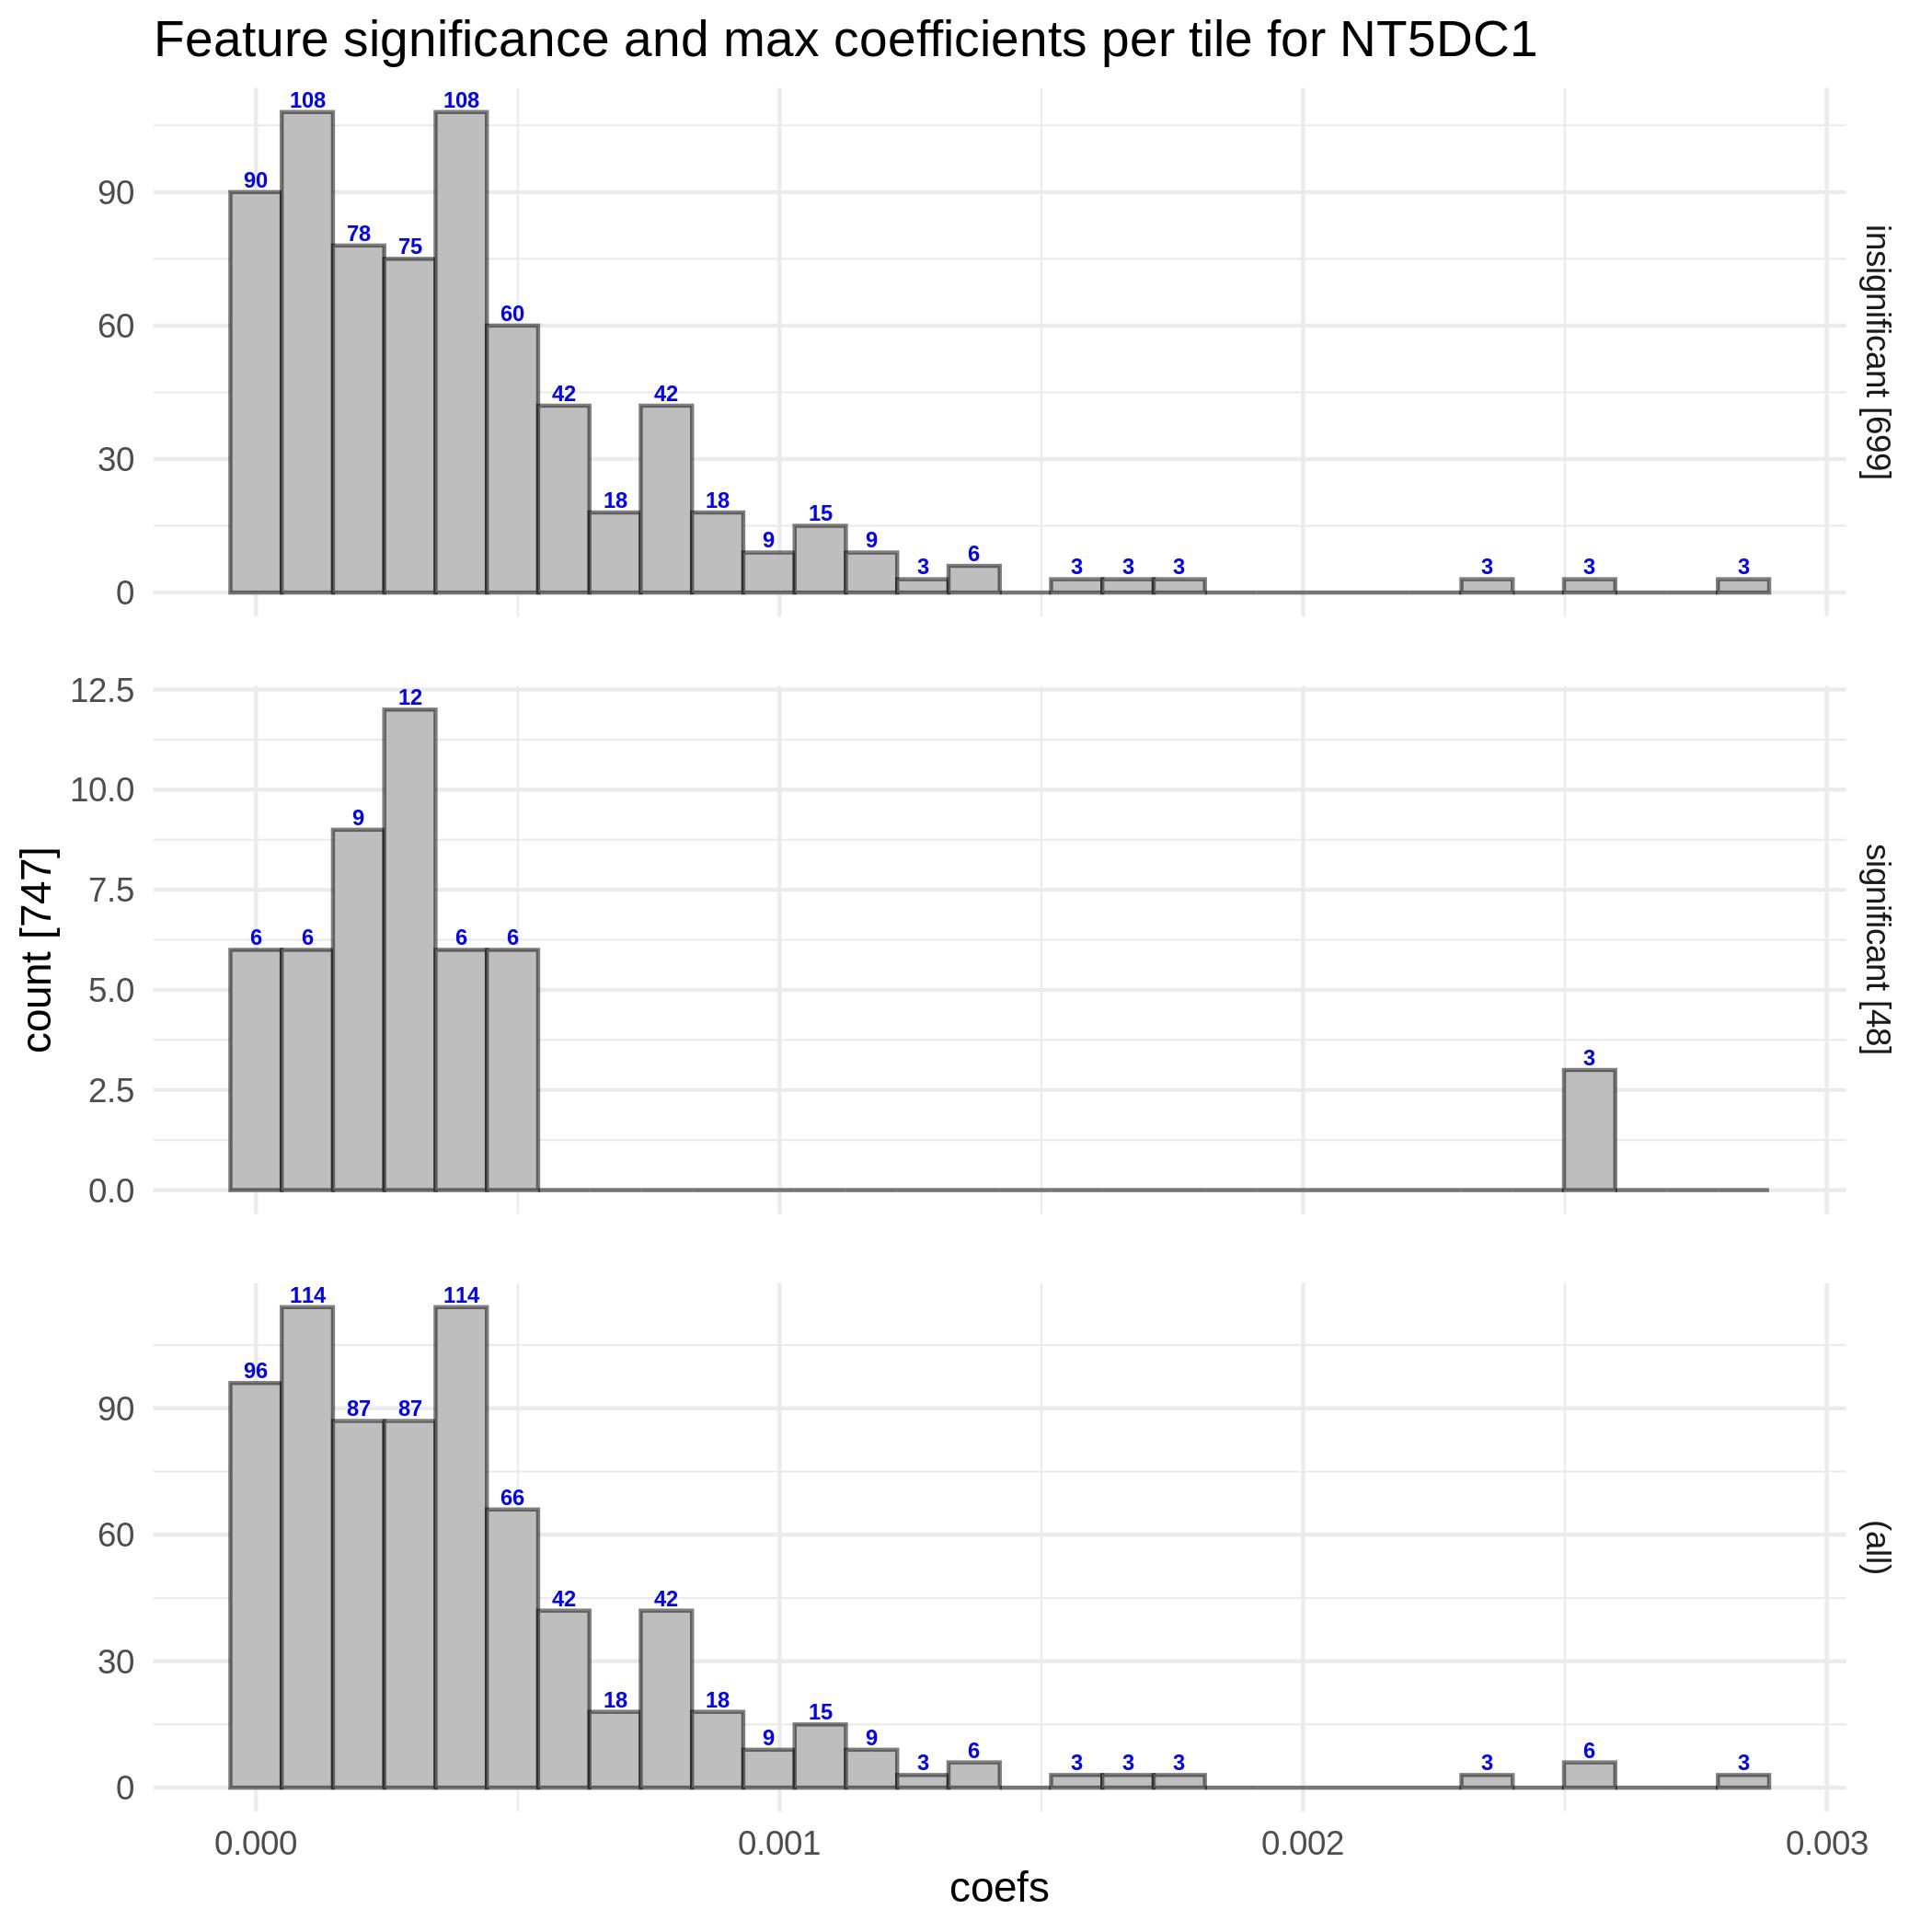 Feature significance and max coefficients per tile for NT5DC1
count [747]
90
60
30
0
90 108 78 75 108 60 42 18 42 18 9 15 9 3 6 3 3 3 3 3 3
insignificant [699]
12.5
10.0
7.5
5.0
2.5
0.0
6 6 9 12 6 6 3
significant [48]
90
60
30
0
96 114 87 87 114 66 42 18 42 18 9 15 9 3 6 3 3 3 3 6 3
(all)
0.000 0.001 0.002 0.003
coefs